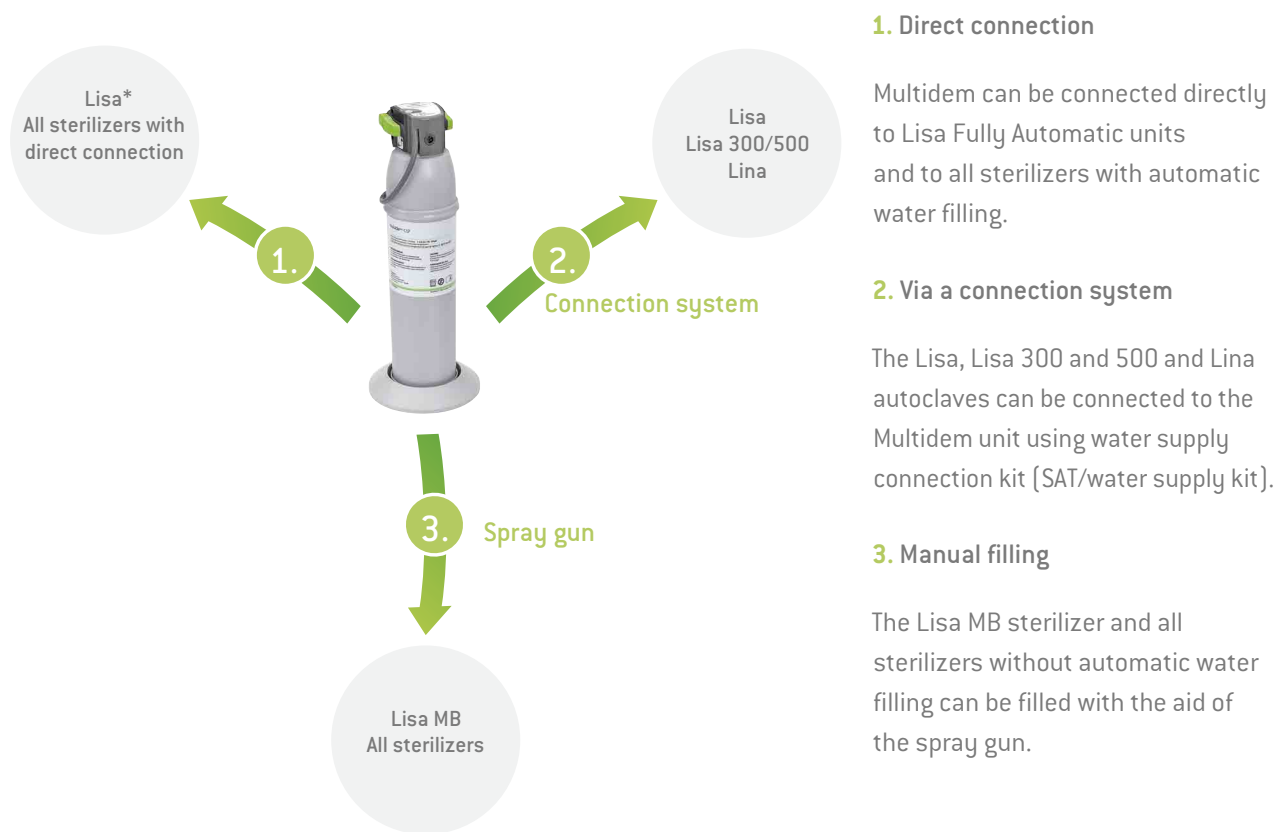 Lisa*
All sterilizers with
direct connection
1.
Lisa
Lisa 300/500
Lina
2.
Connection system
3.
Spray gun
Lisa MB
All sterilizers
1. Direct connection
Multidem can be connected directly
to Lisa Fully Automatic units
and to all sterilizers with automatic
water filling.
2. Via a connection system
The Lisa, Lisa 300 and 500 and Lina
autoclaves can be connected to the
Multidem unit using water supply
connection kit (SAT/water supply kit).
3. Manual filling
The Lisa MB sterilizer and all
sterilizers without automatic water
filling can be filled with the aid of
the spray gun.